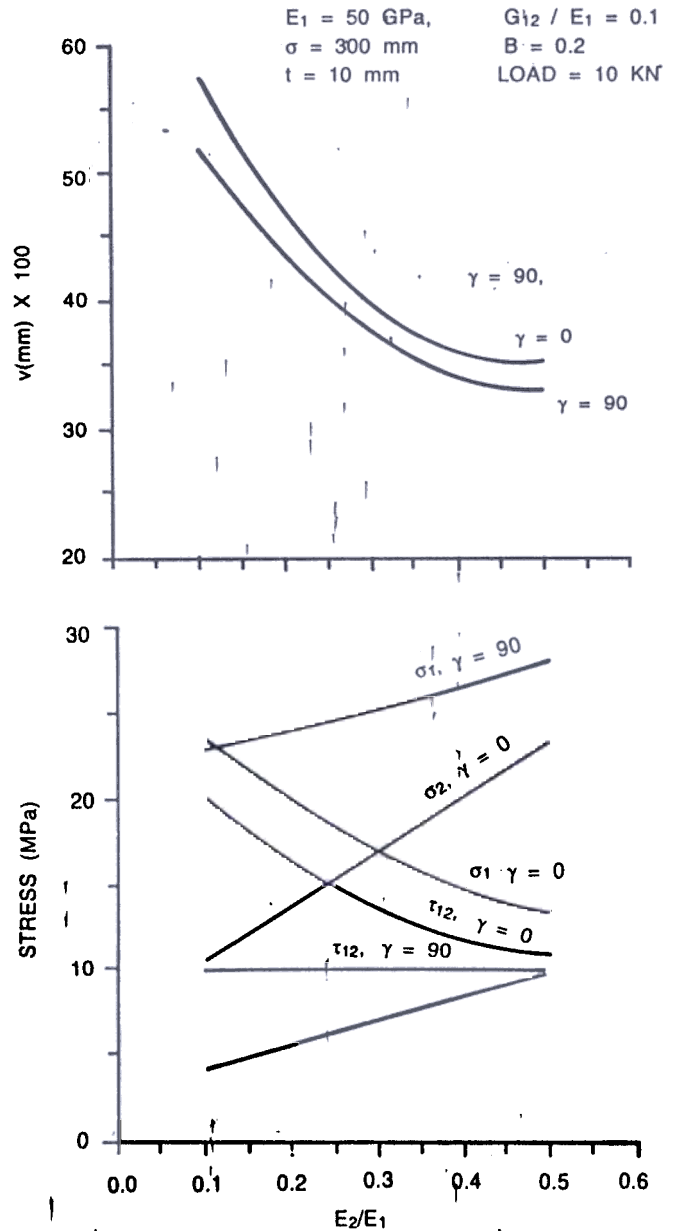 E1 = 50 GPa, G12 / E1 = 0.1
σ = 300 mm B = 0.2
t = 10 mm LOAD = 10 KN
60
50
40
30
20
v(mm) X 100
γ = 90,
γ = 0
γ = 90
30
20
10
0
STRESS (MPa)
σ1, γ = 90
σ2, γ = 0
σ1 γ = 0
τ12, γ = 0
τ12, γ = 90
0.0 0.1 0.2 0.3 0.4 0.5 0.6
E2/E1